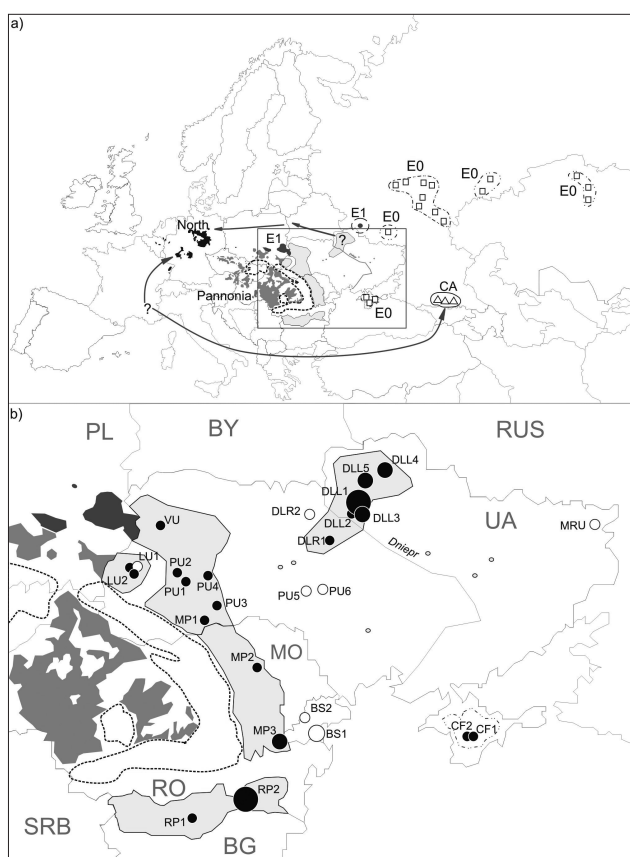 a)
E0
E0
E0
North
E1
E0
E1
?
Pannonia
CA
?
E0
b)
PL
BY
RUS
DLL4
DLL5
DLL1
VU
DLR2
DLL2
DLL3
UA
MRU
DLR1
LU1
PU2
Dniepr
LU2
PU1
PU4
PU5
PU6
PU3
MP1
MO
MP2
BS2
BS1
MP3
CF2
CF1
RO
RP2
SRB
RP1
BG